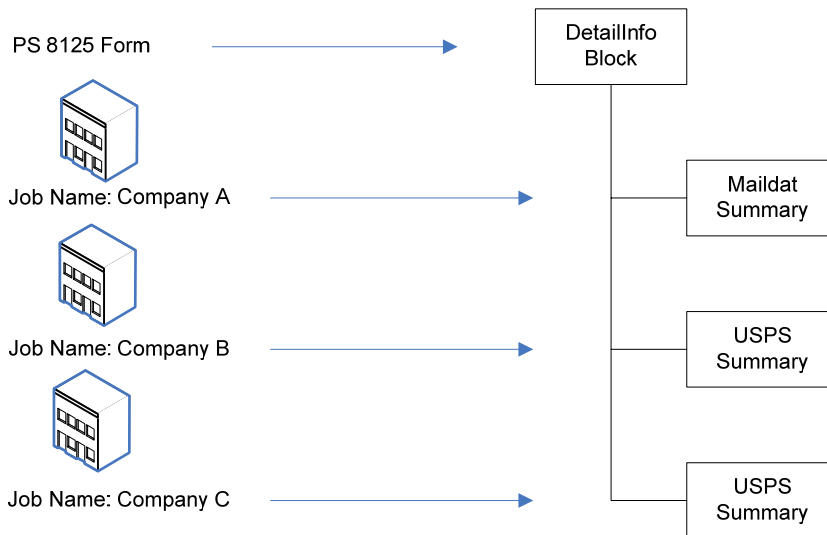 PS 8125 Form
DetailInfo
Block
Job Name: Company A
Maildat
Summary
Job Name: Company B
USPS
Summary
Job Name: Company C
USPS
Summary